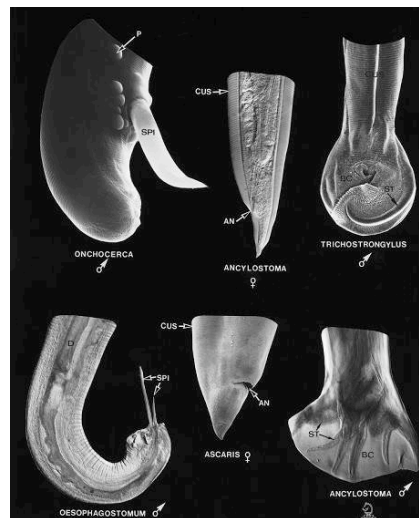 P
SPI
ONCHOCERCA
♂
CUS
AN
ANCYLOSTOMA
♀
CUS
BC
ST
TRICHOSTRONGYLUS
♂
D
SPI
OESOPHAGOSTOMUM ♂
CUS
AN
ASCARIS
♀
ST
BC
ANCYLOSTOMA ♂